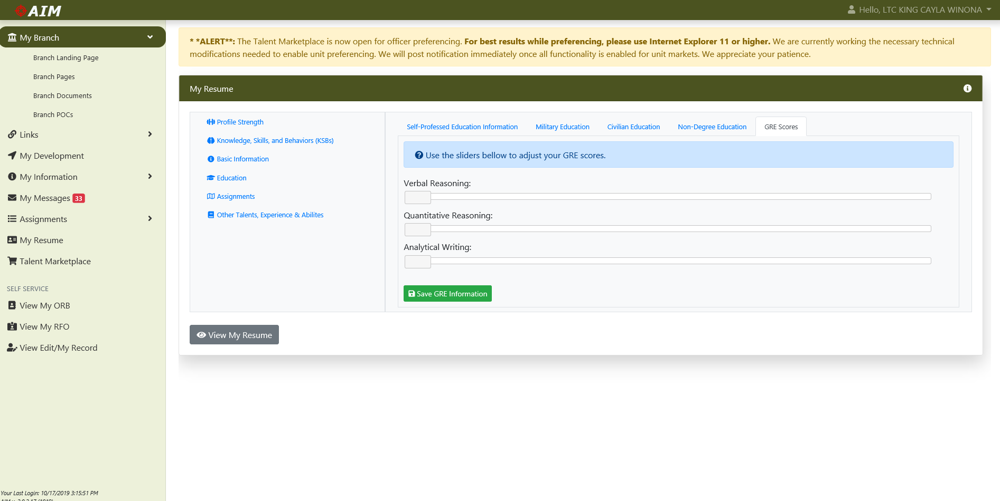 AIM
Hello, LTC KING CAYLA WINONA
My Branch
Branch Landing Page
Branch Pages
Branch Documents
Branch POCs
Links
My Development
My Information
My Messages 33
Assignments
My Resume
Talent Marketplace
SELF SERVICE
View My ORB
View My RFO
View Edit/My Record
Your Last Login: 10/17/2019 3:15:51 PM
* *ALERT**: The Talent Marketplace is now open for officer preferencing. For best results while preferencing, please use Internet Explorer 11 or higher. We are currently working the necessary technical
modifications needed to enable unit preferencing. We will post notification immediately once all functionality is enabled for unit markets. We appreciate your patience.
My Resume
Profile Strength
Knowledge, Skills, and Behaviors (KSBs)
Basic Information
Education
Assignments
Other Talents, Experience & Abilites
Self-Professed Education Information
Military Education
Civilian Education
Non-Degree Education
GRE Scores
Use the sliders bellow to adjust your GRE scores.
Verbal Reasoning:
Quantitative Reasoning:
Analytical Writing:
Save GRE Information
View My Resume